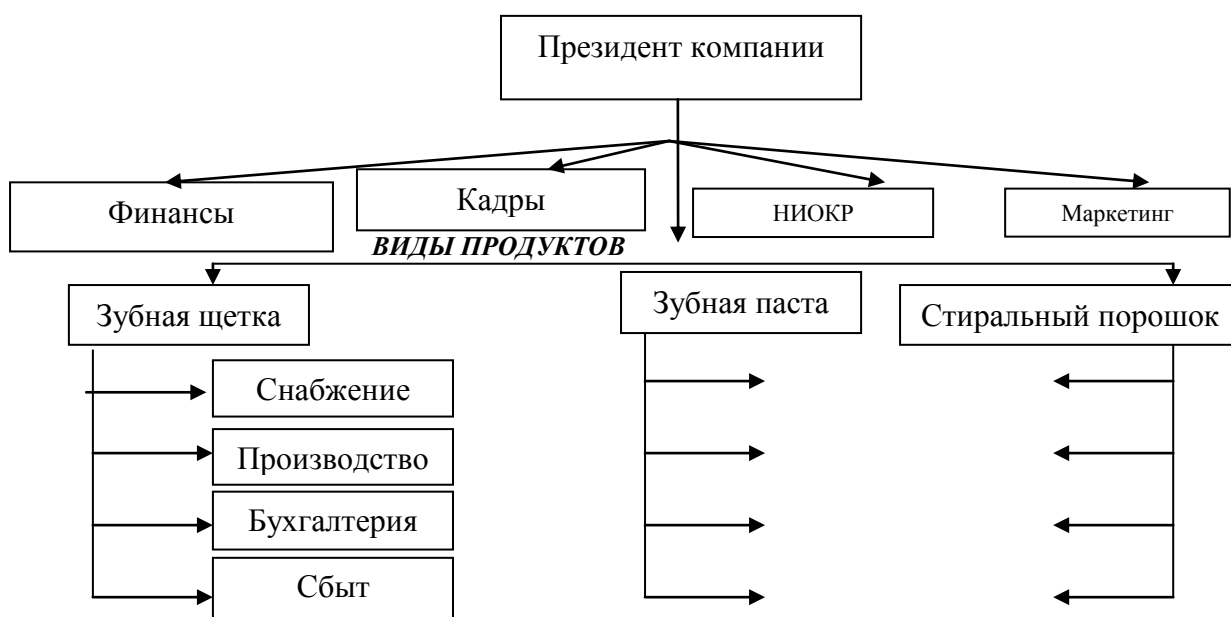 Президент компании
Финансы
Кадры
НИОКР
Маркетинг
ВИДЫ ПРОДУКТОВ
Зубная щетка
Зубная паста
Стиральный порошок
Снабжение
Производство
Бухгалтерия
Сбыт